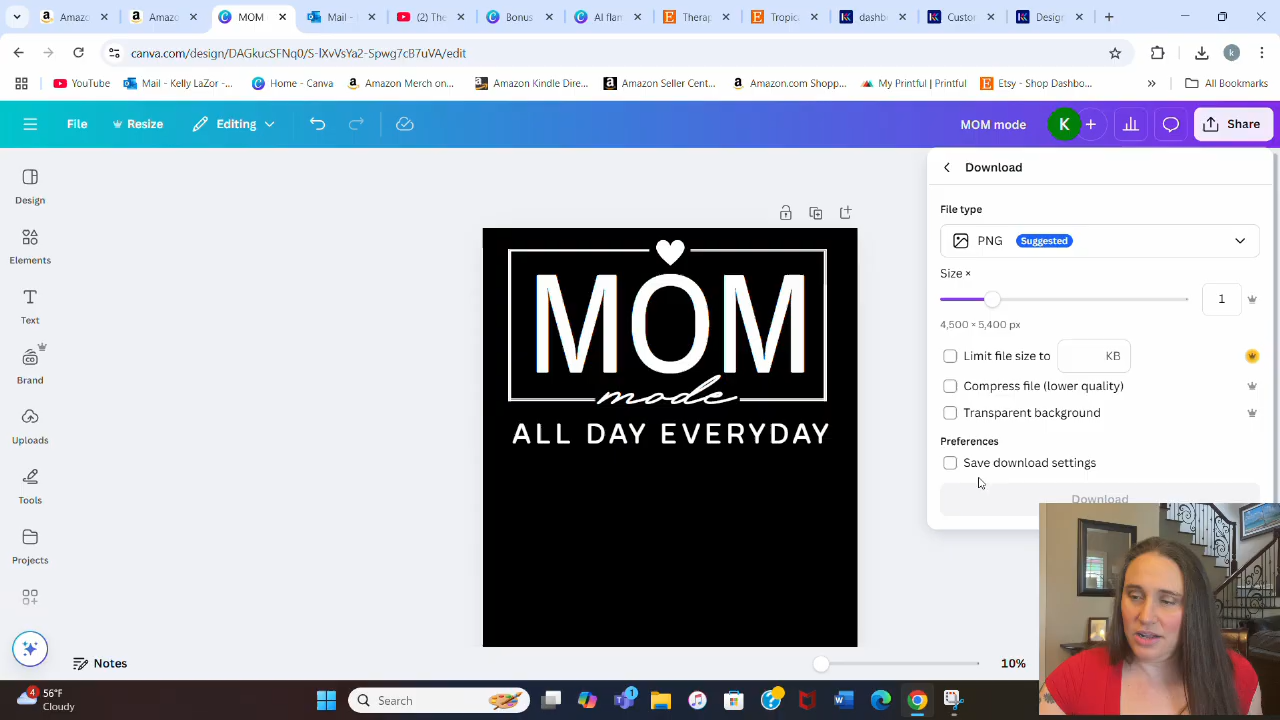 Amazo
Amazo
MOM
Mail -
(2) The
Bonus
AI flan
Therap
Tropic
dashb
Custo
Design
canva.com/design/DAGkucSFNq0/S-lXvVsYa2-Spwg7cB7uVA/edit
k
YouTube
Mail - Kelly LaZor -...
Home - Canva
Amazon Merch on...
Amazon Kindle Dire...
Amazon Seller Cent...
Amazon.com Shopp...
My Printful | Printful
Etsy - Shop Dashbo...
All Bookmarks
File
Resize
Editing
MOM mode
K
Share
Design
Elements
Text
Brand
Uploads
Tools
Projects
MOM
mode
ALL DAY EVERYDAY
Download
File type
PNG Suggested
Size ×
1
4,500 × 5,400 px
Limit file size to
KB
Compress file (lower quality)
Transparent background
Preferences
Save download settings
Download
Notes
10%
4
56°F
Cloudy
Search
1